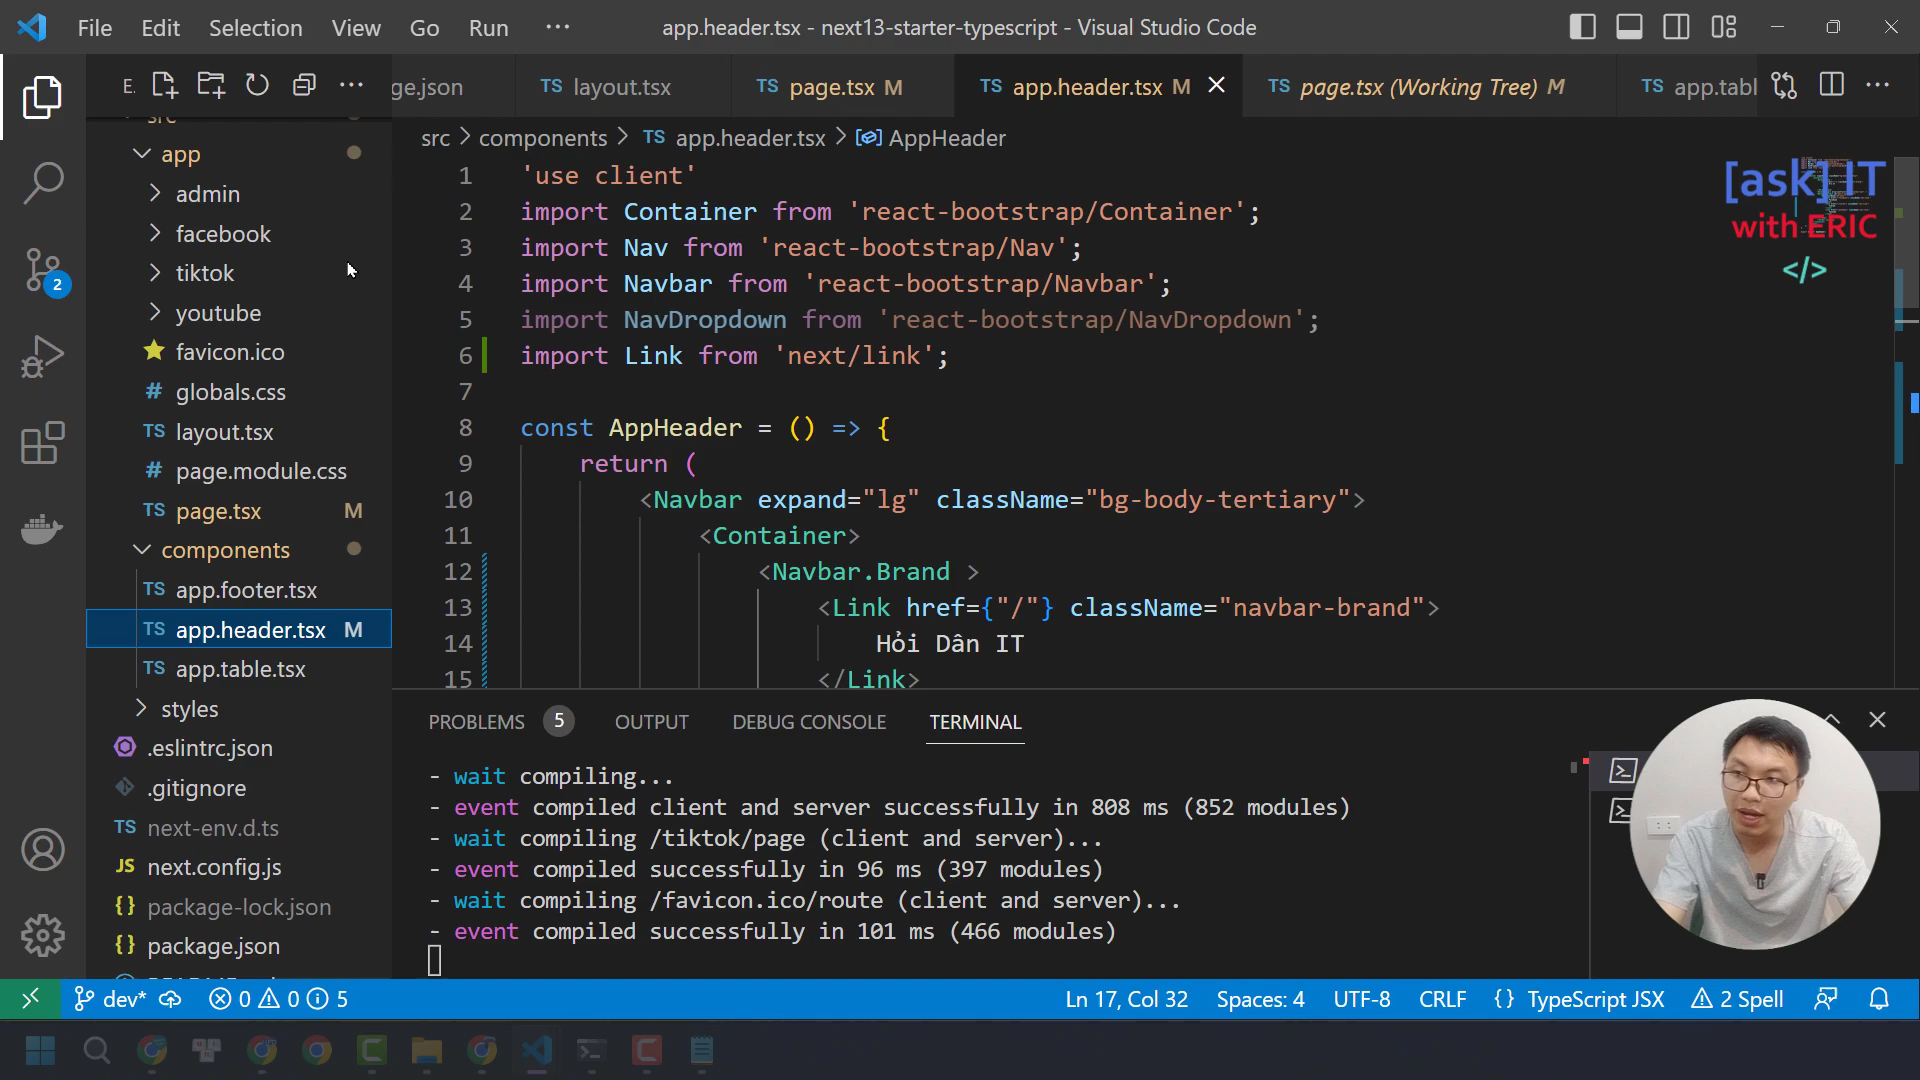 File Edit Selection View Go Run ···
app.header.tsx - next13-starter-typescript - Visual Studio Code
E.
ge.json
TS layout.tsx
TS page.tsx M
TS app.header.tsx M
TS page.tsx (Working Tree) M
TS app.tabl
src > components > TS app.header.tsx > AppHeader
src
app
admin
facebook
tiktok
youtube
favicon.ico
# globals.css
TS layout.tsx
# page.module.css
TS page.tsx M
components
TS app.footer.tsx
TS app.header.tsx M
TS app.table.tsx
styles
.eslintrc.json
.gitignore
TS next-env.d.ts
JS next.config.js
{} package-lock.json
{} package.json
2
1 'use client'
2 import Container from 'react-bootstrap/Container';
3 import Nav from 'react-bootstrap/Nav';
4 import Navbar from 'react-bootstrap/Navbar';
5 import NavDropdown from 'react-bootstrap/NavDropdown';
6 import Link from 'next/link';
7
8 const AppHeader = () => {
9 return (
10 <Navbar expand="lg" className="bg-body-tertiary">
11 <Container>
12 <Navbar.Brand >
13 <Link href={"/"} className="navbar-brand">
14 Hỏi Dân IT
15 </Link>
[ask] IT
with ERIC
</>
PROBLEMS 5 OUTPUT DEBUG CONSOLE TERMINAL
- wait compiling...
- event compiled client and server successfully in 808 ms (852 modules)
- wait compiling /tiktok/page (client and server)...
- event compiled successfully in 96 ms (397 modules)
- wait compiling /favicon.ico/route (client and server)...
- event compiled successfully in 101 ms (466 modules)
dev* 0 0 5
Ln 17, Col 32 Spaces: 4 UTF-8 CRLF {} TypeScript JSX 2 Spell